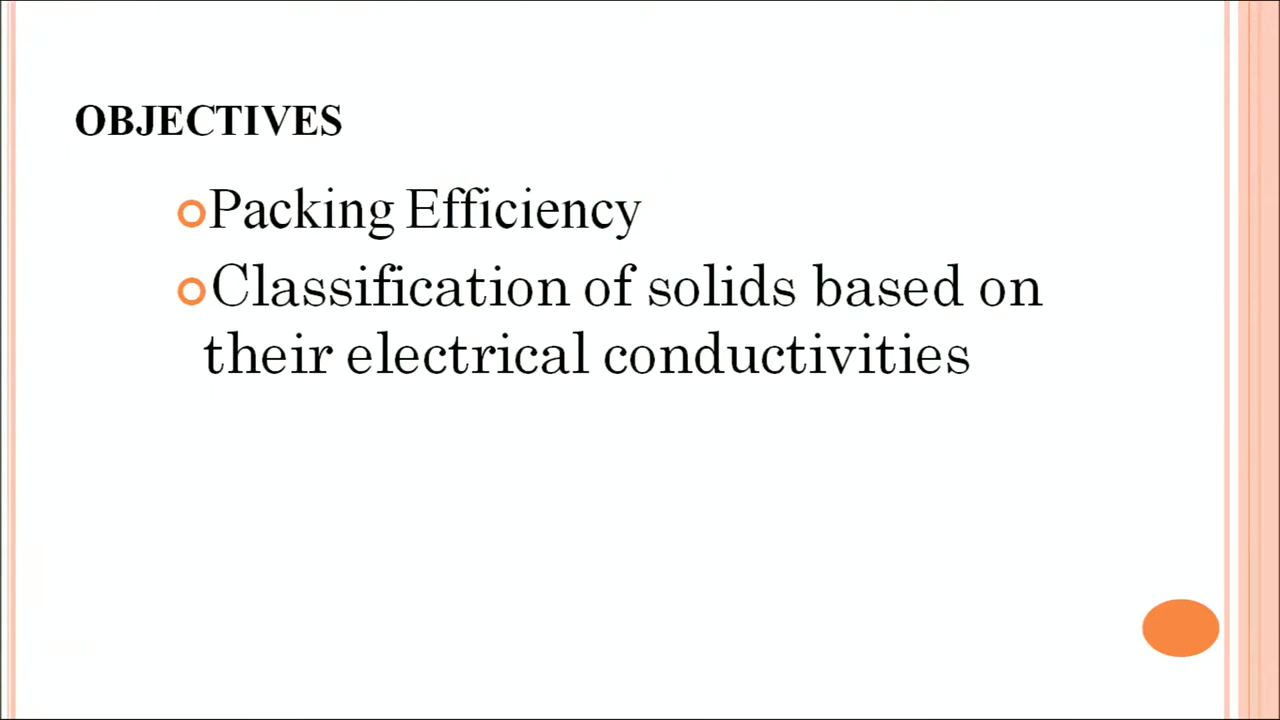 OBJECTIVES
Packing Efficiency
Classification of solids based on
their electrical conductivities